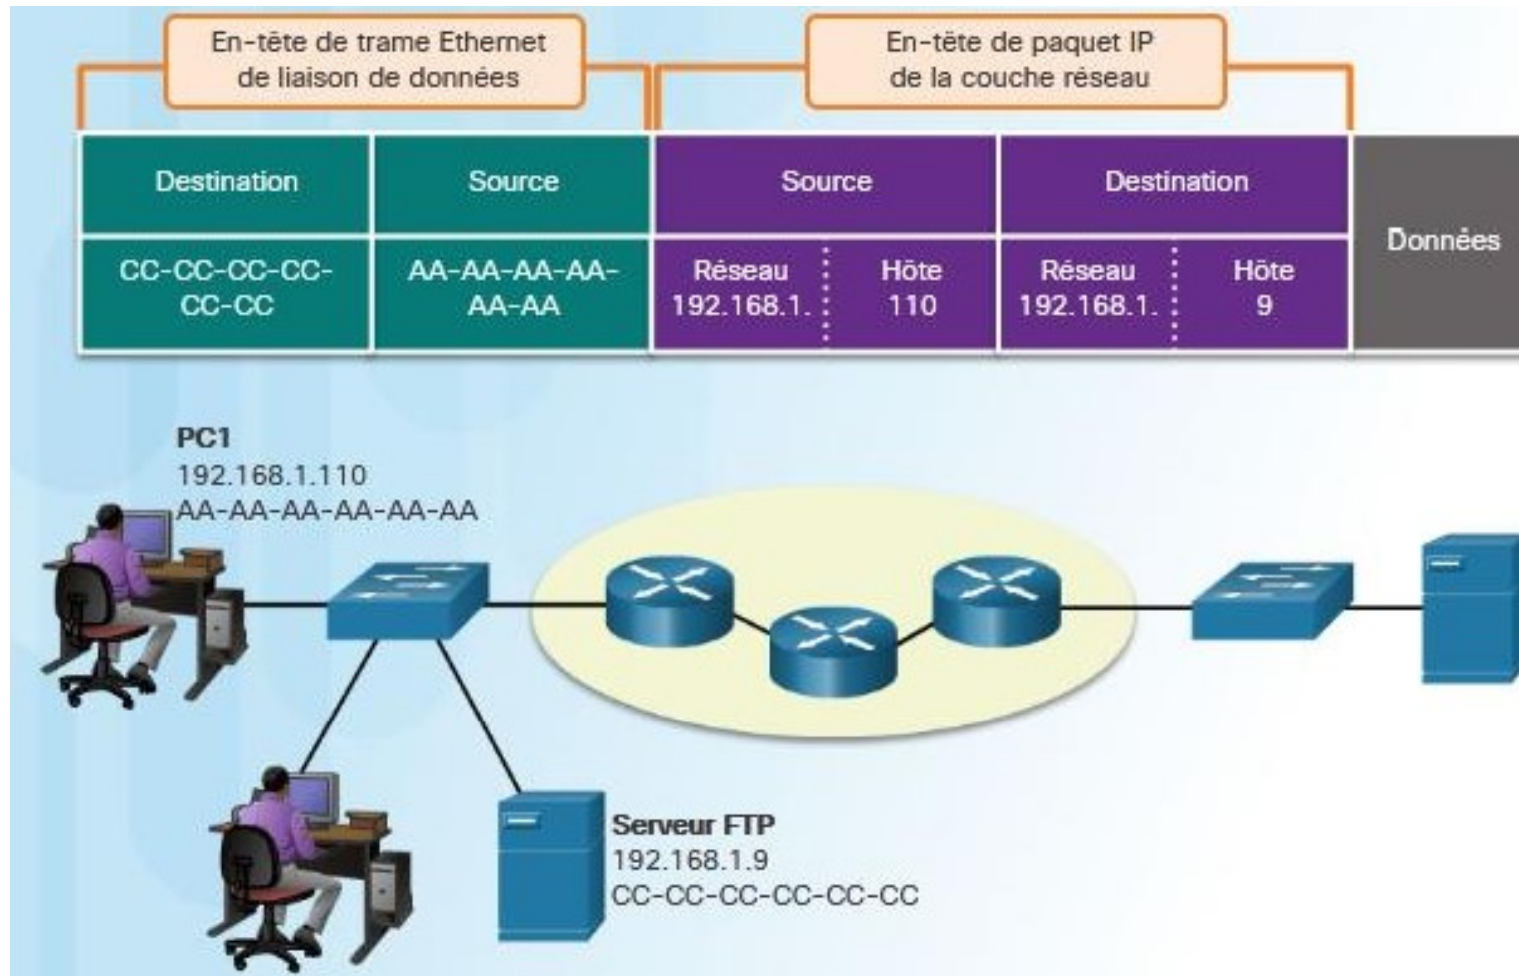 En-tête de trame Ethernet
de liaison de données
En-tête de paquet IP
de la couche réseau
Destination
Source
Source
Destination
Données
CC-CC-CC-CC-
CC-CC
AA-AA-AA-AA-
AA-AA
Réseau
192.168.1.
Hôte
110
Réseau
192.168.1.
Hôte
9
PC1
192.168.1.110
AA-AA-AA-AA-AA-AA
Serveur FTP
192.168.1.9
CC-CC-CC-CC-CC-CC